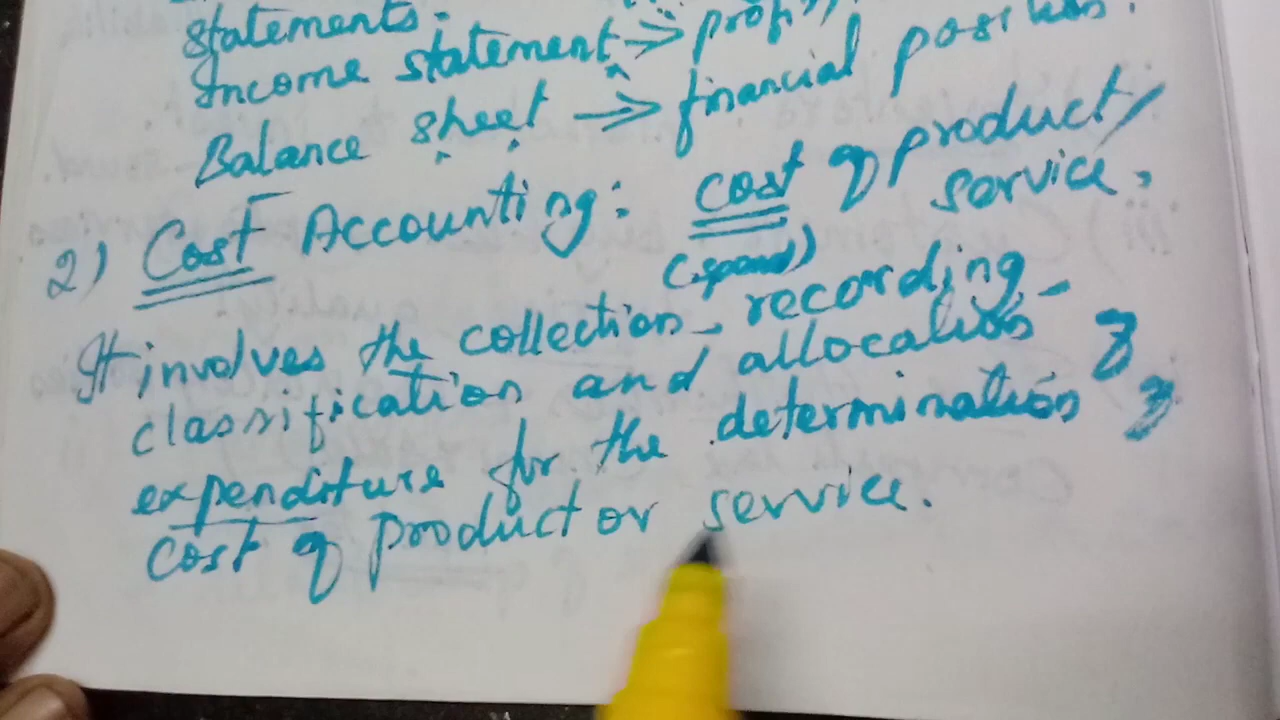 statements:
Income statement → profit,
Balance sheet → financial position.
2) Cost Accounting: cost of product/
service.
(spend)
It involves the collection, recording
classification and allocation of
expenditure for the determination of
cost of product or service.